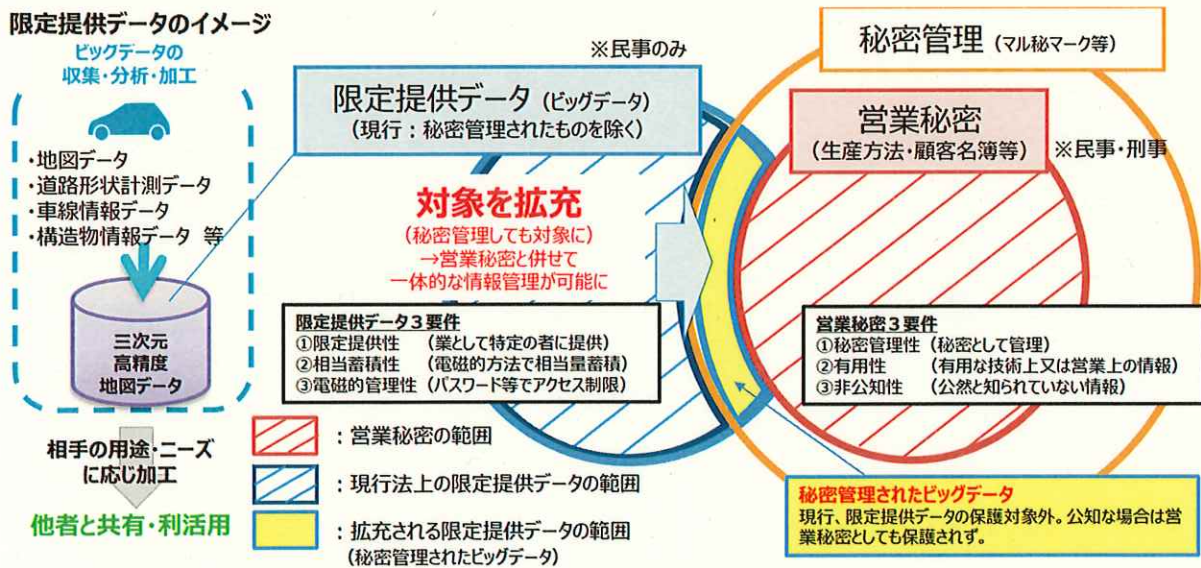 限定提供データのイメージ
ビッグデータの
収集・分析・加工
・地図データ
・道路形状計測データ
・車線情報データ
・構造物情報データ 等
三次元
高精度
地図データ
相手の用途・ニーズ
に応じ加工
他者と共有・利活用
※民事のみ
限定提供データ（ビッグデータ）
（現行：秘密管理されたものを除く）
対象を拡充
（秘密管理しても対象に）
→営業秘密と併せて
一体的な情報管理が可能に
限定提供データ３要件
①限定提供性 （業として特定の者に提供）
②相当蓄積性 （電磁的方法で相当量蓄積）
③電磁的管理性（パスワード等でアクセス制限）
秘密管理（マル秘マーク等）
営業秘密
（生産方法・顧客名簿等）
※民事・刑事
営業秘密３要件
①秘密管理性（秘密として管理）
②有用性 （有用な技術上又は営業上の情報）
③非公知性 （公然と知られていない情報）
：営業秘密の範囲
：現行法上の限定提供データの範囲
：拡充される限定提供データの範囲
（秘密管理されたビッグデータ）
秘密管理されたビッグデータ
現行、限定提供データの保護対象外。公知な場合は営
業秘密としても保護されず。